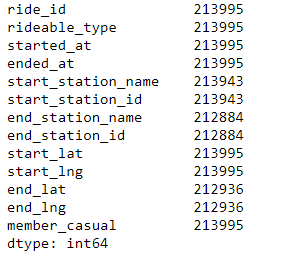 ride_id 213995
rideable_type 213995
started_at 213995
ended_at 213995
start_station_name 213943
start_station_id 213943
end_station_name 212884
end_station_id 212884
start_lat 213995
start_lng 213995
end_lat 212936
end_lng 212936
member_casual 213995
dtype: int64